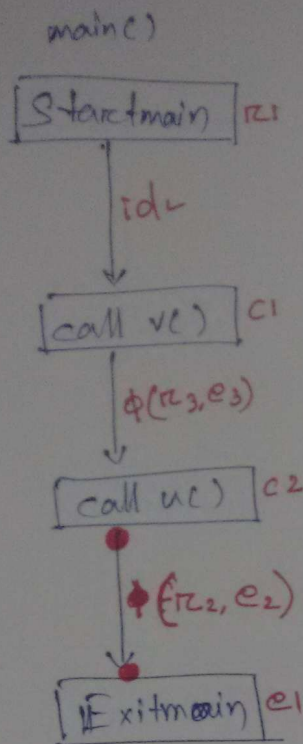 main()
Startmain r1
id
call v() c1
ɸ(r3, e3)
call u() c2
ɸ(r2, e2)
Exitmain e1